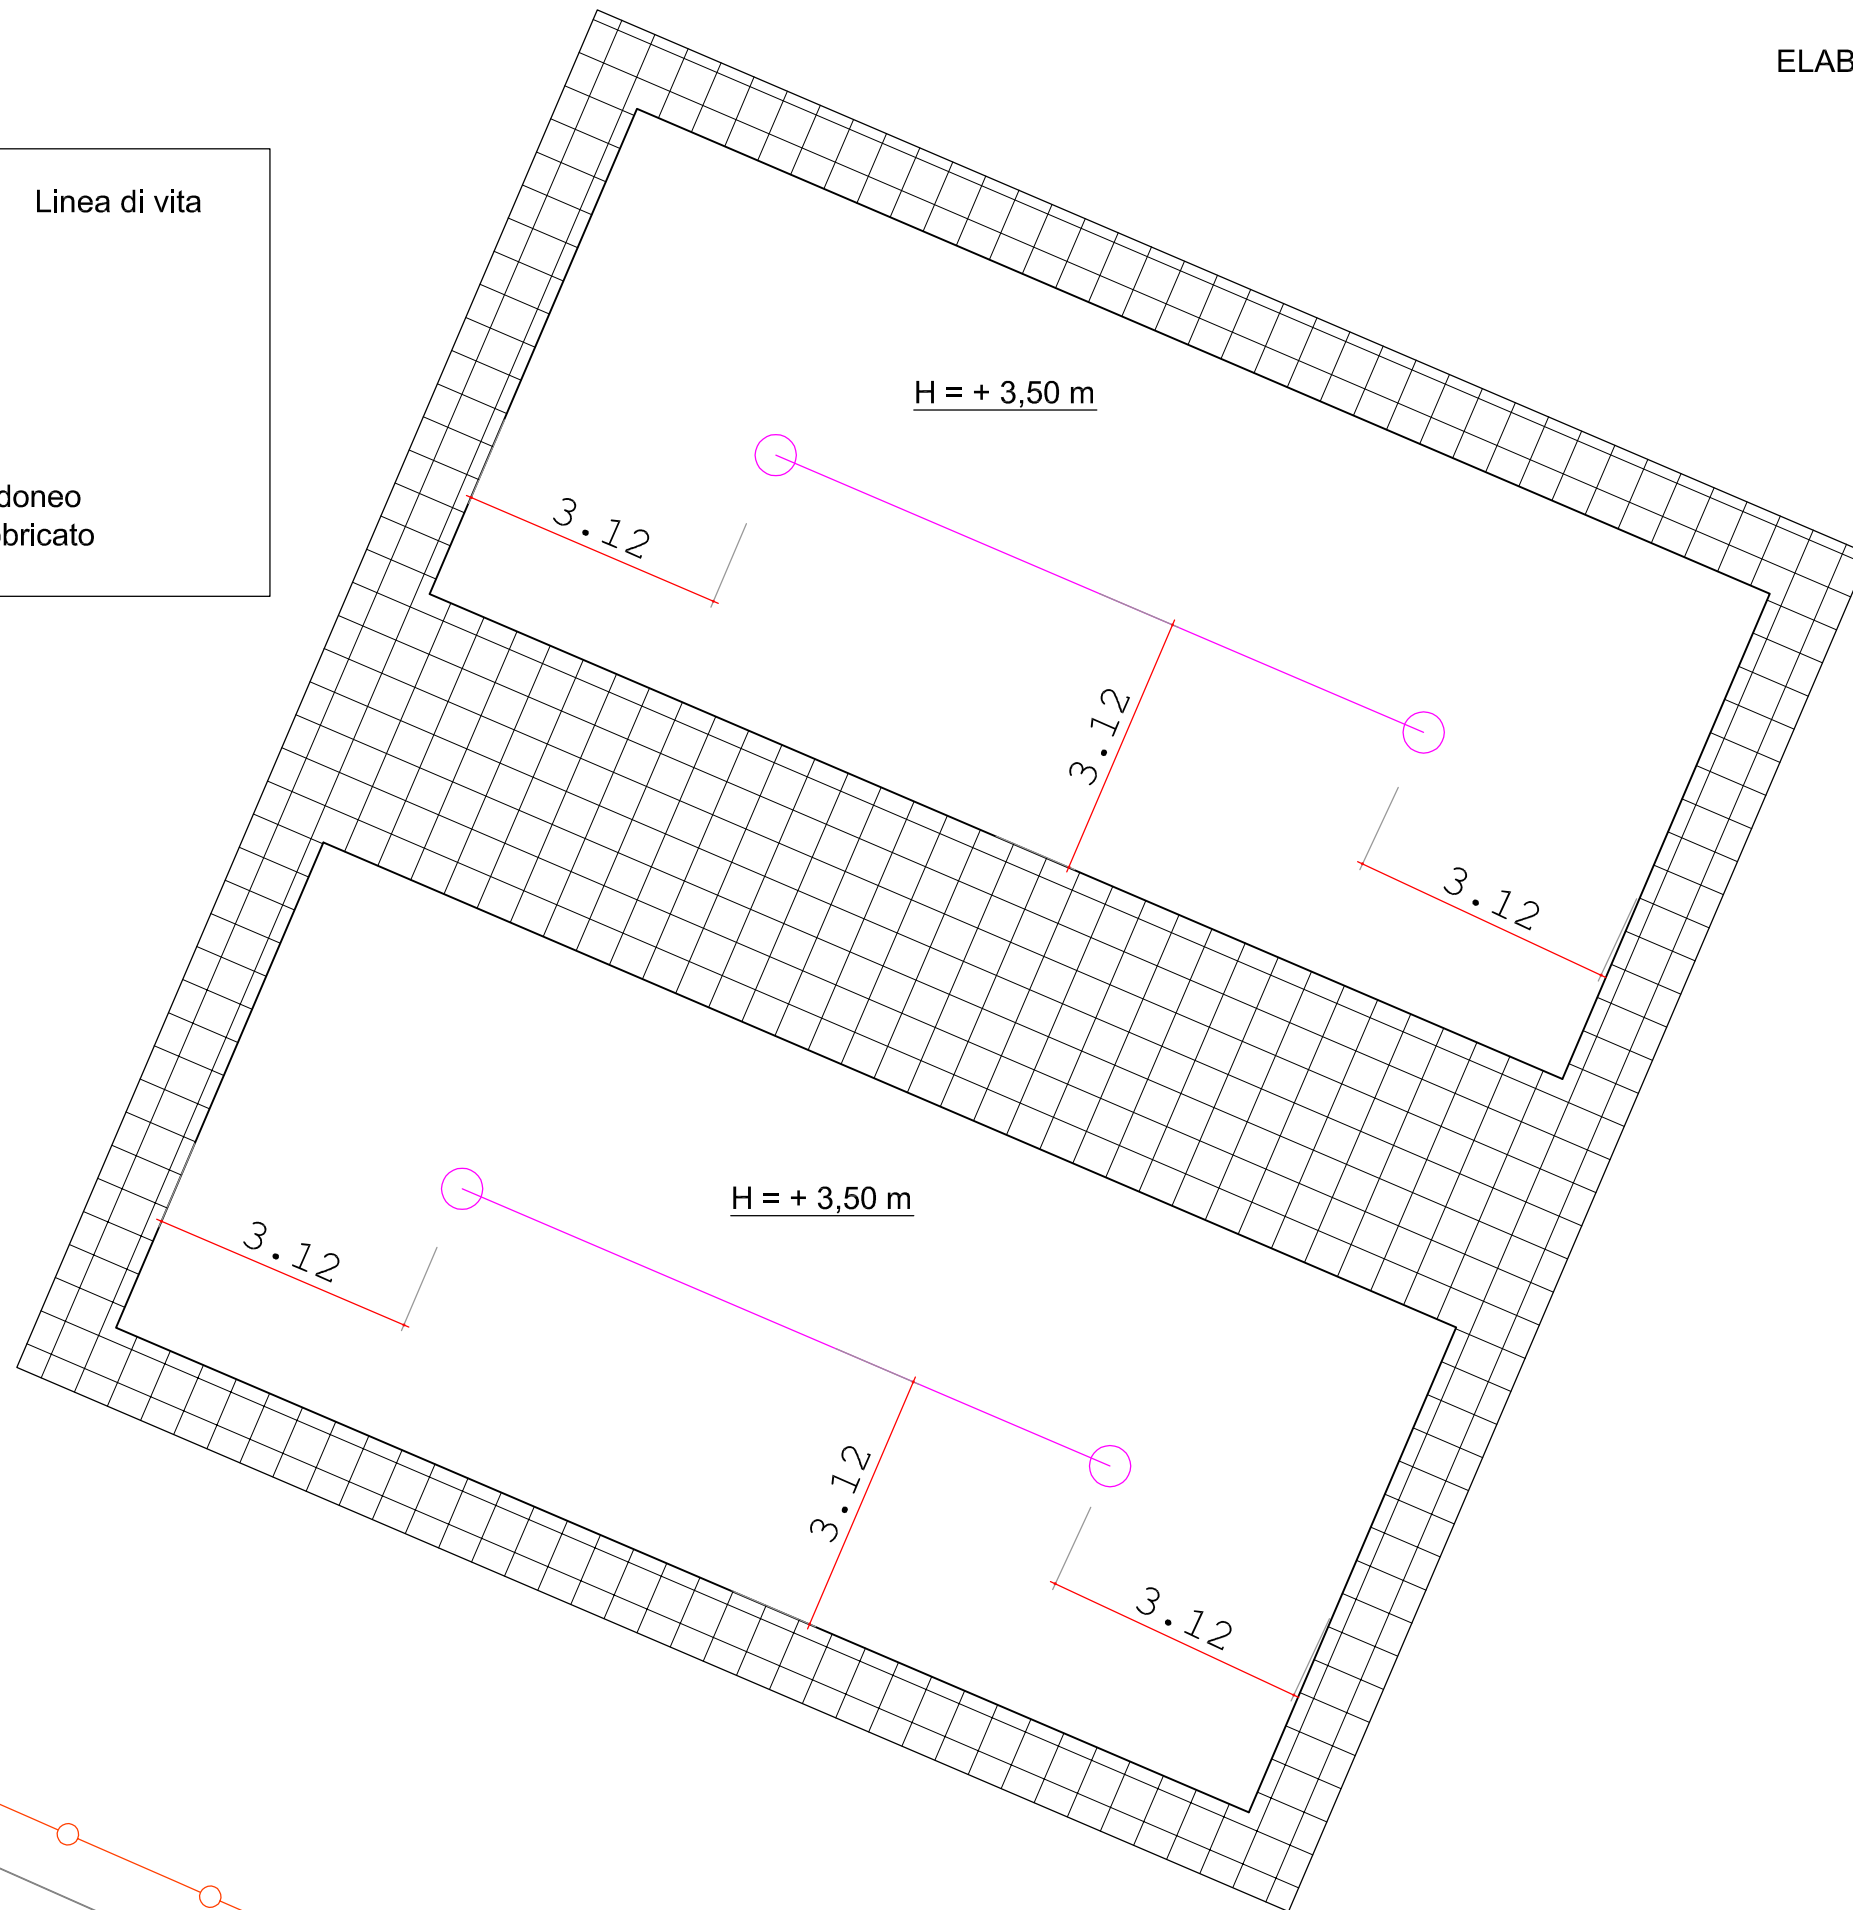 ELAB
Linea di vita
H = + 3,50 m
doneo
bricato
3.12
3.12
3.12
H = + 3,50 m
3.12
3.12
3.12